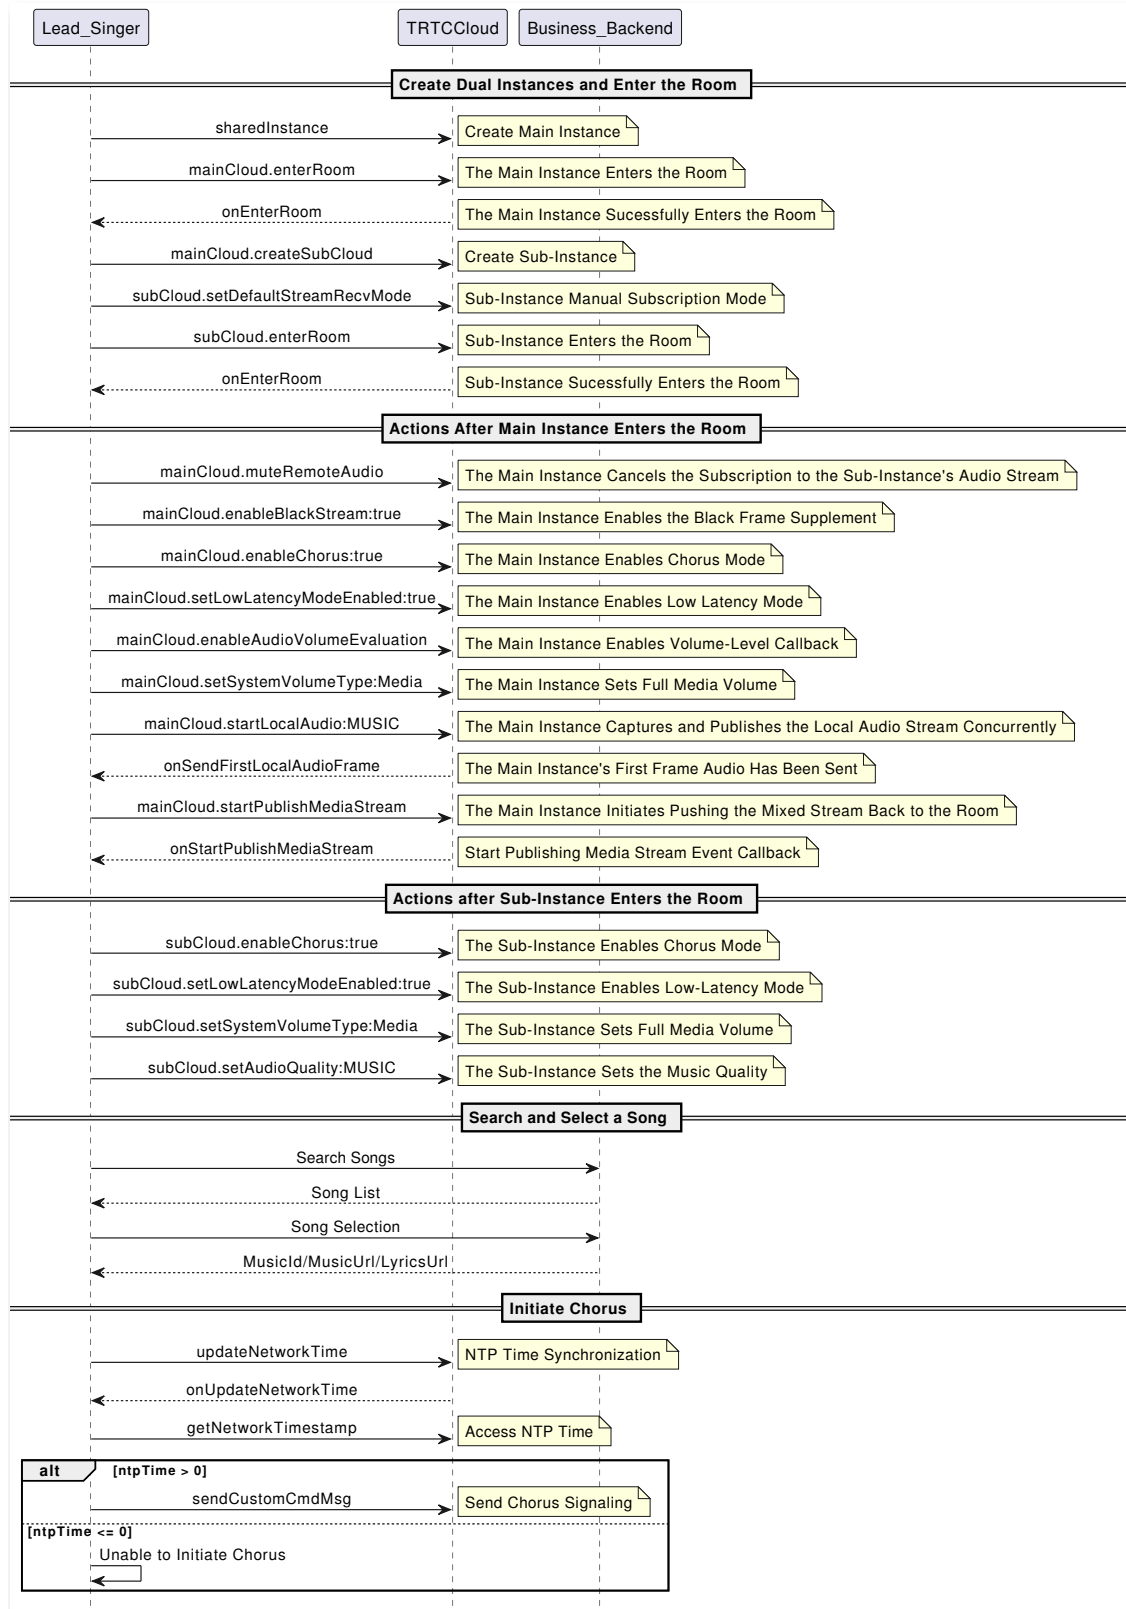 Lead_Singer TRTCCloud Business_Backend
Create Dual Instances and Enter the Room
sharedInstance Create Main Instance
mainCloud.enterRoom The Main Instance Enters the Room
onEnterRoom The Main Instance Sucessfully Enters the Room
mainCloud.createSubCloud Create Sub-Instance
subCloud.setDefaultStreamRecvMode Sub-Instance Manual Subscription Mode
subCloud.enterRoom Sub-Instance Enters the Room
onEnterRoom Sub-Instance Sucessfully Enters the Room
Actions After Main Instance Enters the Room
mainCloud.muteRemoteAudio The Main Instance Cancels the Subscription to the Sub-Instance's Audio Stream
mainCloud.enableBlackStream:true The Main Instance Enables the Black Frame Supplement
mainCloud.enableChorus:true The Main Instance Enables Chorus Mode
mainCloud.setLowLatencyModeEnabled:true The Main Instance Enables Low Latency Mode
mainCloud.enableAudioVolumeEvaluation The Main Instance Enables Volume-Level Callback
mainCloud.setSystemVolumeType:Media The Main Instance Sets Full Media Volume
mainCloud.startLocalAudio:MUSIC The Main Instance Captures and Publishes the Local Audio Stream Concurrently
onSendFirstLocalAudioFrame The Main Instance's First Frame Audio Has Been Sent
mainCloud.startPublishMediaStream The Main Instance Initiates Pushing the Mixed Stream Back to the Room
onStartPublishMediaStream Start Publishing Media Stream Event Callback
Actions after Sub-Instance Enters the Room
subCloud.enableChorus:true The Sub-Instance Enables Chorus Mode
subCloud.setLowLatencyModeEnabled:true The Sub-Instance Enables Low-Latency Mode
subCloud.setSystemVolumeType:Media The Sub-Instance Sets Full Media Volume
subCloud.setAudioQuality:MUSIC The Sub-Instance Sets the Music Quality
Search and Select a Song
Search Songs
Song List
Song Selection
MusicId/MusicUrl/LyricsUrl
Initiate Chorus
updateNetworkTime NTP Time Synchronization
onUpdateNetworkTime
getNetworkTimestamp Access NTP Time
alt [ntpTime > 0]
sendCustomCmdMsg Send Chorus Signaling
[ntpTime <= 0]
Unable to Initiate Chorus